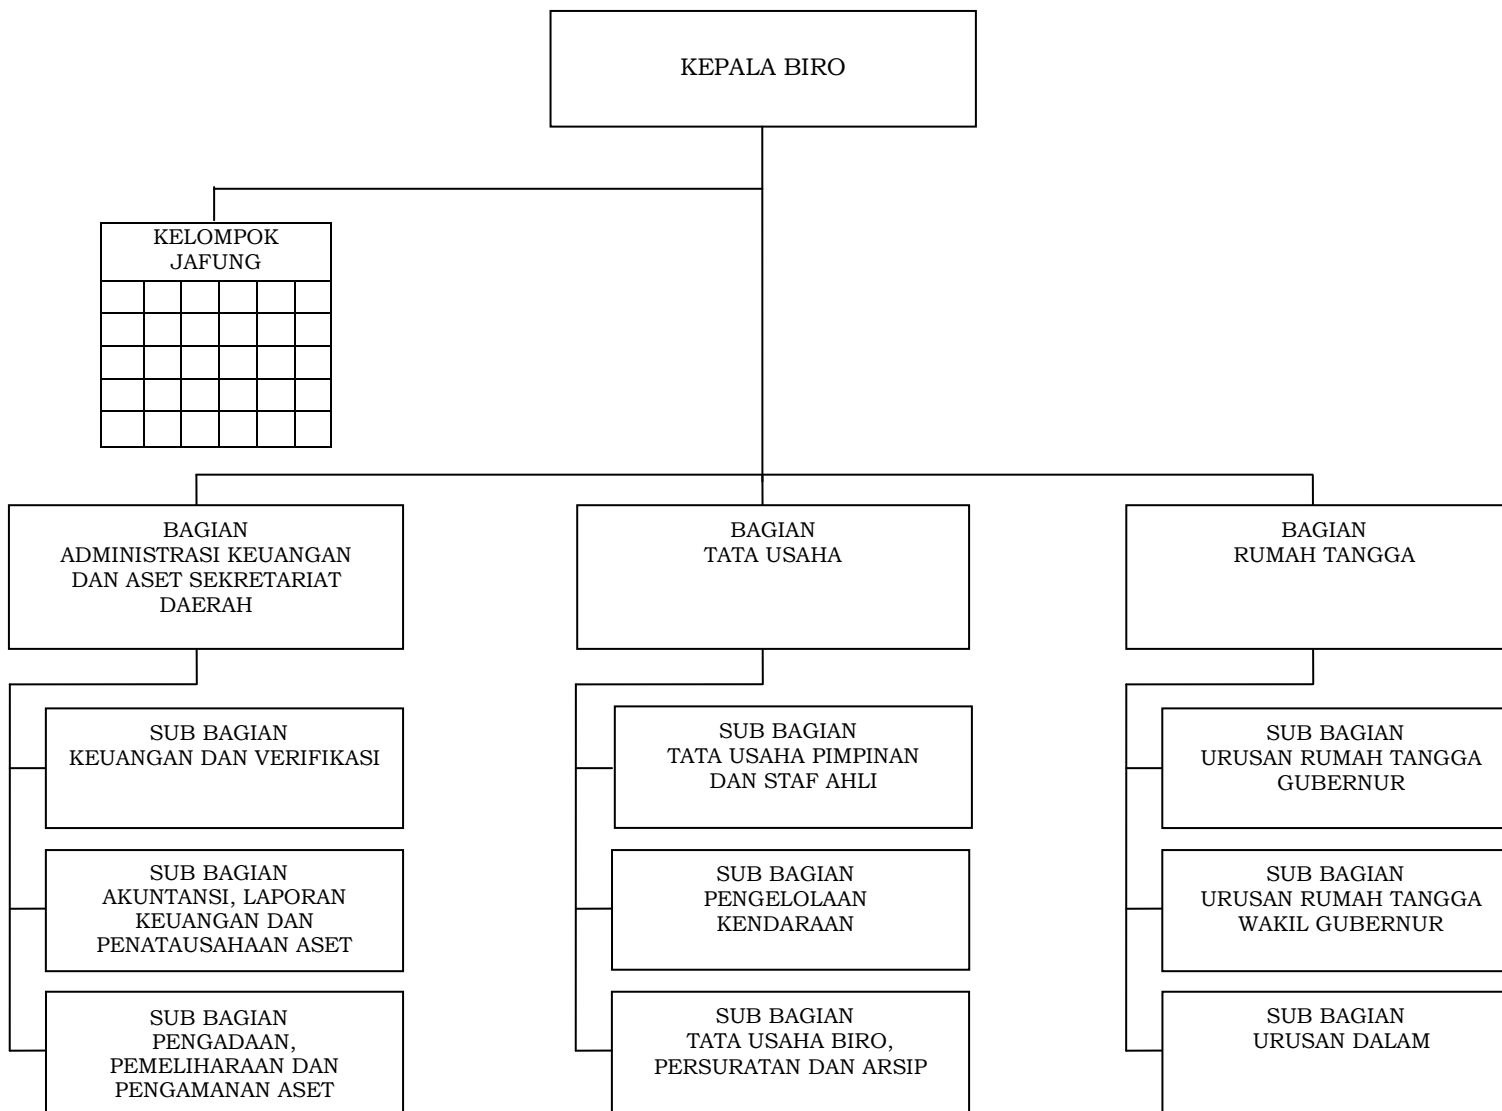 KEPALA BIRO
KELOMPOK
JAFUNG
BAGIAN
ADMINISTRASI KEUANGAN
DAN ASET SEKRETARIAT
DAERAH
BAGIAN
TATA USAHA
BAGIAN
RUMAH TANGGA
SUB BAGIAN
KEUANGAN DAN VERIFIKASI
SUB BAGIAN
TATA USAHA PIMPINAN
DAN STAF AHLI
SUB BAGIAN
URUSAN RUMAH TANGGA
GUBERNUR
SUB BAGIAN
AKUNTANSI, LAPORAN
KEUANGAN DAN
PENATAUSAHAAN ASET
SUB BAGIAN
PENGELOLAAN
KENDARAAN
SUB BAGIAN
URUSAN RUMAH TANGGA
WAKIL GUBERNUR
SUB BAGIAN
PENGADAAN,
PEMELIHARAAN DAN
PENGAMANAN ASET
SUB BAGIAN
TATA USAHA BIRO,
PERSURATAN DAN ARSIP
SUB BAGIAN
URUSAN DALAM